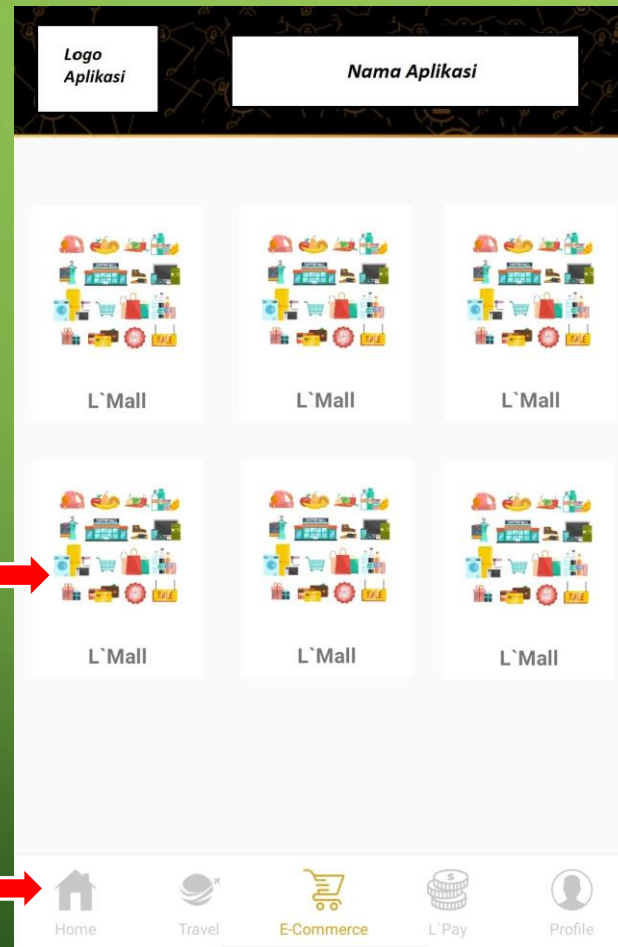 Logo
Aplikasi
Nama Aplikasi
L`Mall
L`Mall
L`Mall
L`Mall
L`Mall
L`Mall
Home
Travel
E-Commerce
L`Pay
Profile